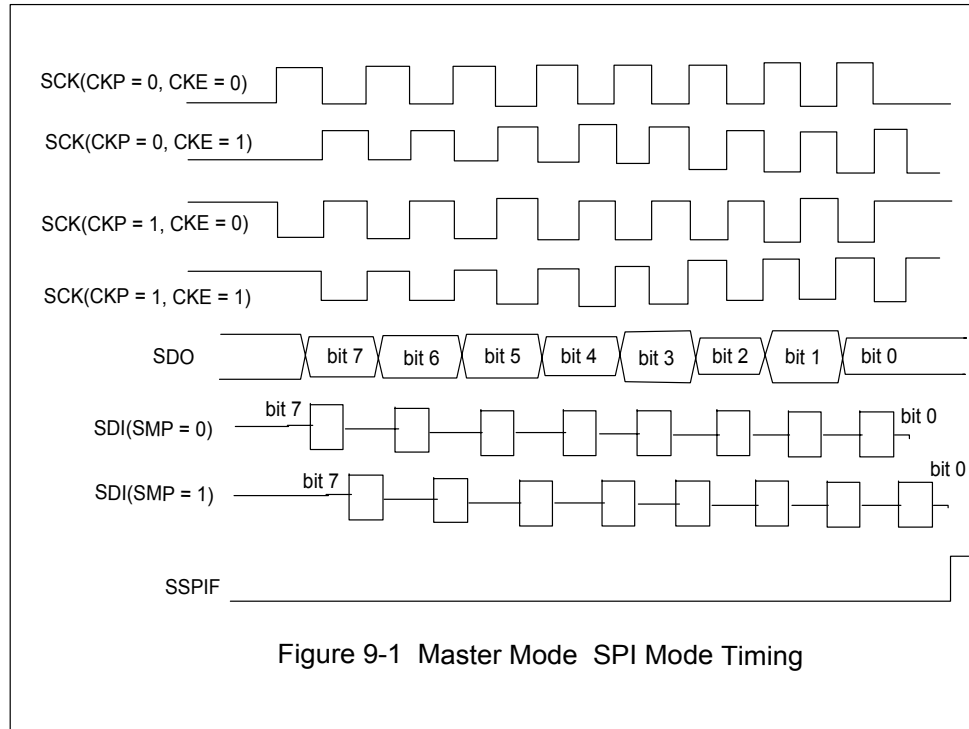 SCK(CKP = 0, CKE = 0)
SCK(CKP = 0, CKE = 1)
SCK(CKP = 1, CKE = 0)
SCK(CKP = 1, CKE = 1)
SDO bit 7 bit 6 bit 5 bit 4 bit 3 bit 2 bit 1 bit 0
bit 7 bit 0
SDI(SMP = 0)
bit 7 bit 0
SDI(SMP = 1)
SSPIF
Figure 9-1 Master Mode SPI Mode Timing